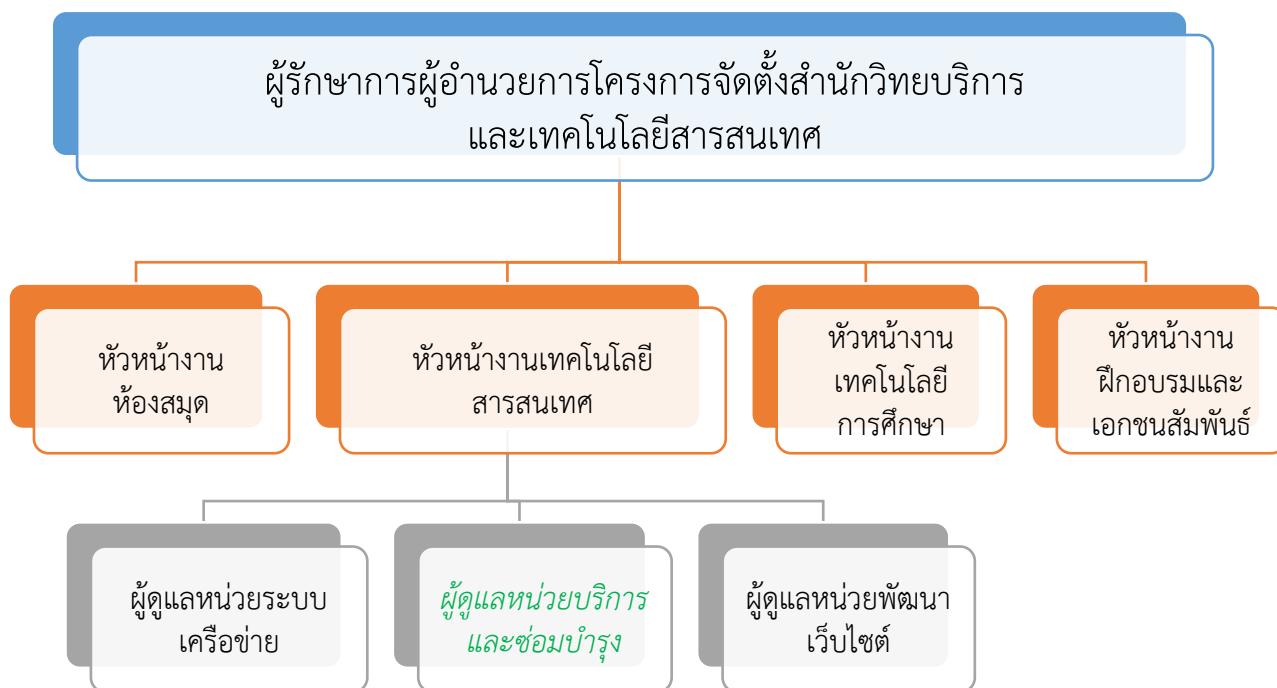 ผู้รักษาการผู้อำนวยการโครงการจัดตั้งสำนักวิทยบริการ
และเทคโนโลยีสารสนเทศ
หัวหน้างาน
ห้องสมุด
หัวหน้างานเทคโนโลยี
สารสนเทศ
หัวหน้างาน
เทคโนโลยี
การศึกษา
หัวหน้างาน
ฝึกอบรมและ
เอกชนสัมพันธ์
ผู้ดูแลหน่วยระบบ
เครือข่าย
ผู้ดูแลหน่วยบริการ
และซ่อมบำรุง
ผู้ดูแลหน่วยพัฒนา
เว็บไซต์